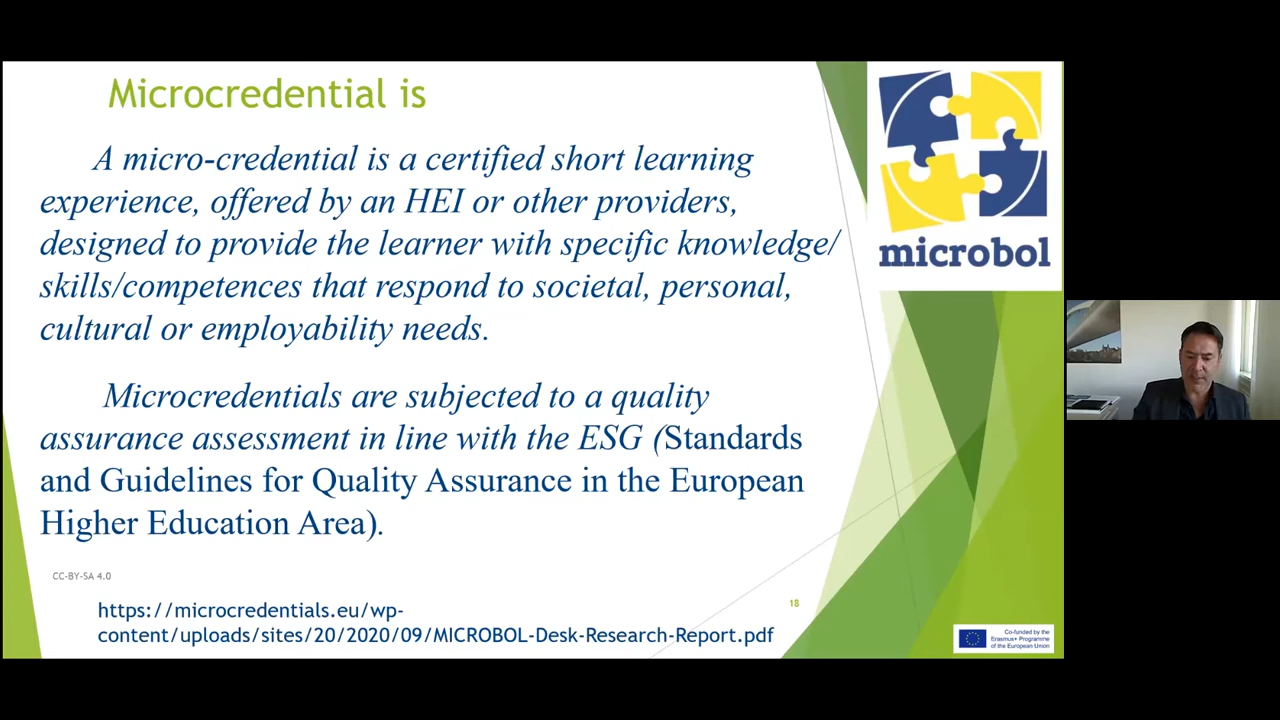 Microcredential is
A micro-credential is a certified short learning
experience, offered by an HEI or other providers,
designed to provide the learner with specific knowledge/
skills/competences that respond to societal, personal,
cultural or employability needs.
Microcredentials are subjected to a quality
assurance assessment in line with the ESG (Standards
and Guidelines for Quality Assurance in the European
Higher Education Area).
CC-BY-SA 4.0
https://microcredentials.eu/wp-
content/uploads/sites/20/2020/09/MICROBOL-Desk-Research-Report.pdf
18
microbol
Co-funded by the
Erasmus+ Programme
of the European Union